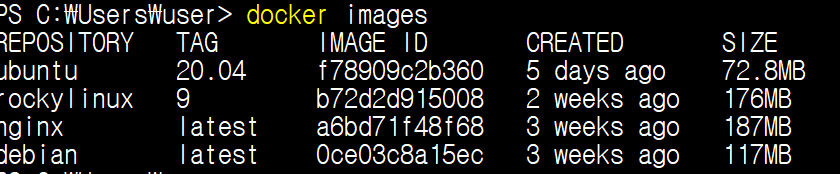 PS C:₩Users₩user> docker images
REPOSITORY TAG IMAGE ID CREATED SIZE
ubuntu 20.04 f78909c2b360 5 days ago 72.8MB
rockylinux 9 b72d2d915008 2 weeks ago 176MB
nginx latest a6bd71f48f68 3 weeks ago 187MB
debian latest 0ce03c8a15ec 3 weeks ago 117MB